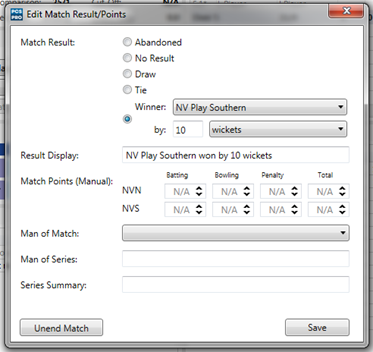 PCS PRO Edit Match Result/Points
Match Result:
Abandoned
No Result
Draw
Tie
Winner: NV Play Southern
by: 10 wickets
Result Display: NV Play Southern won by 10 wickets
Batting Bowling Penalty Total
Match Points (Manual):
NVN N/A N/A N/A N/A
NVS N/A N/A N/A N/A
Man of Match:
Man of Series:
Series Summary:
Unend Match Save